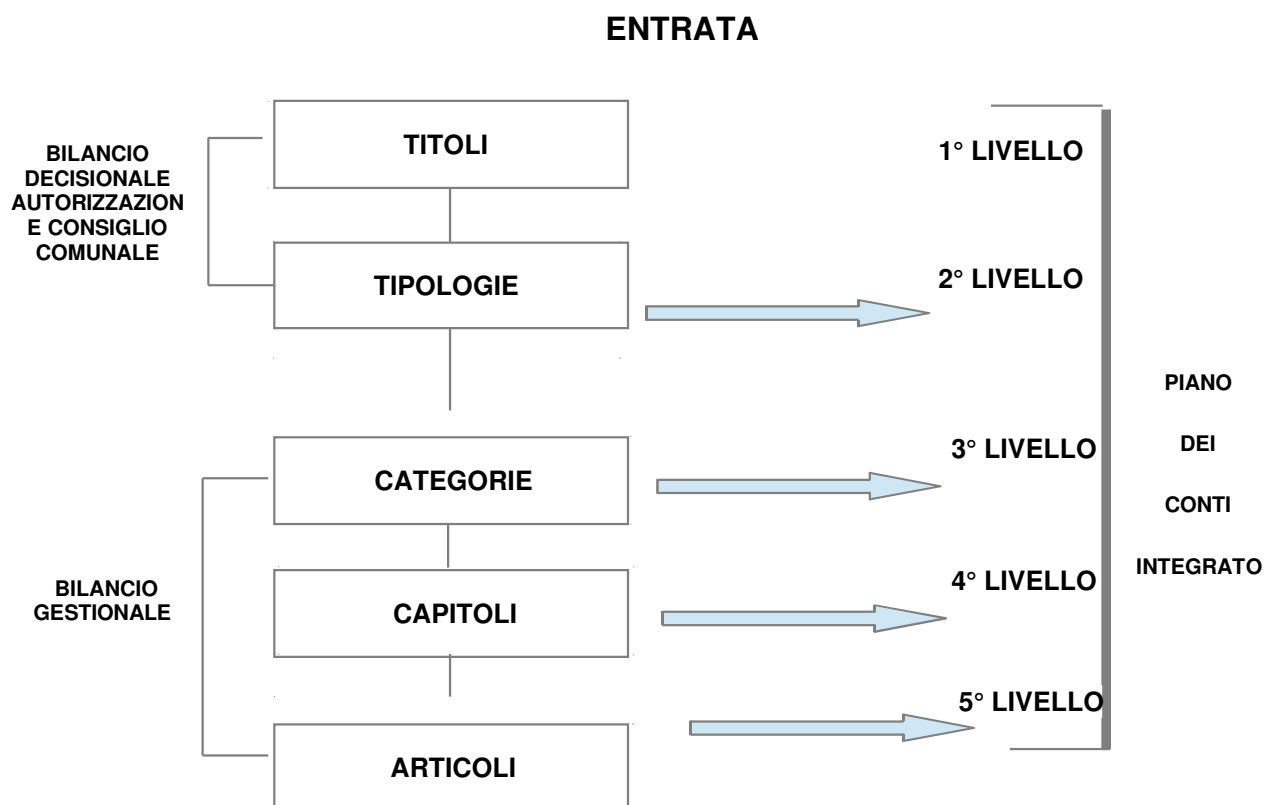 ENTRATA
TITOLI
1° LIVELLO
BILANCIO
DECISIONALE
AUTORIZZAZION
E CONSIGLIO
COMUNALE
TIPOLOGIE
2° LIVELLO
CATEGORIE
3° LIVELLO
BILANCIO
GESTIONALE
CAPITOLI
4° LIVELLO
ARTICOLI
5° LIVELLO
PIANO
DEI
CONTI
INTEGRATO